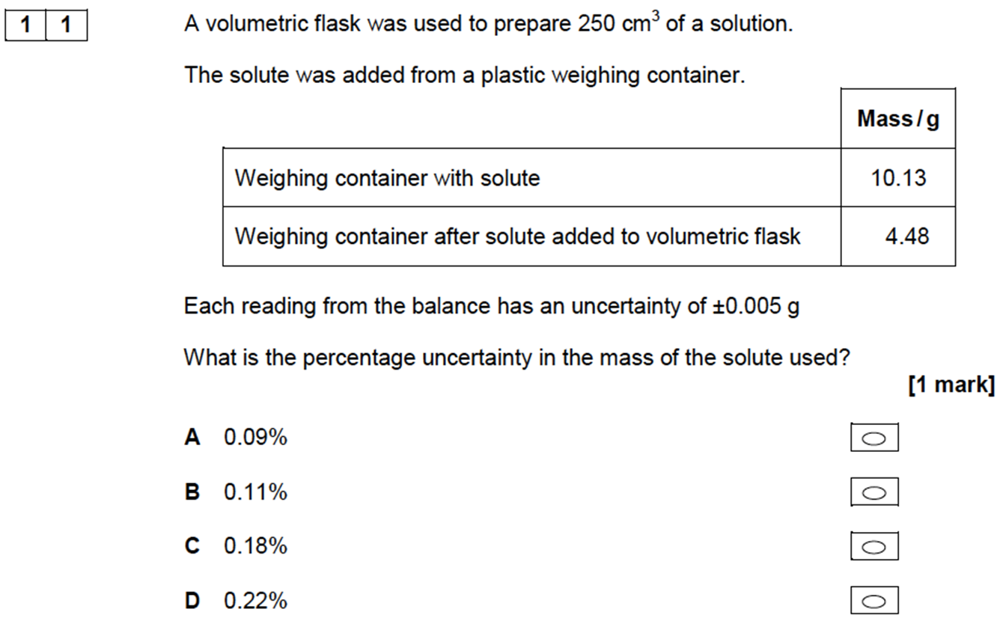 1 1 A volumetric flask was used to prepare 250 cm³ of a solution.
The solute was added from a plastic weighing container.
Mass / g
Weighing container with solute 10.13
Weighing container after solute added to volumetric flask 4.48
Each reading from the balance has an uncertainty of ±0.005 g
What is the percentage uncertainty in the mass of the solute used?
[1 mark]
A 0.09%
B 0.11%
C 0.18%
D 0.22%